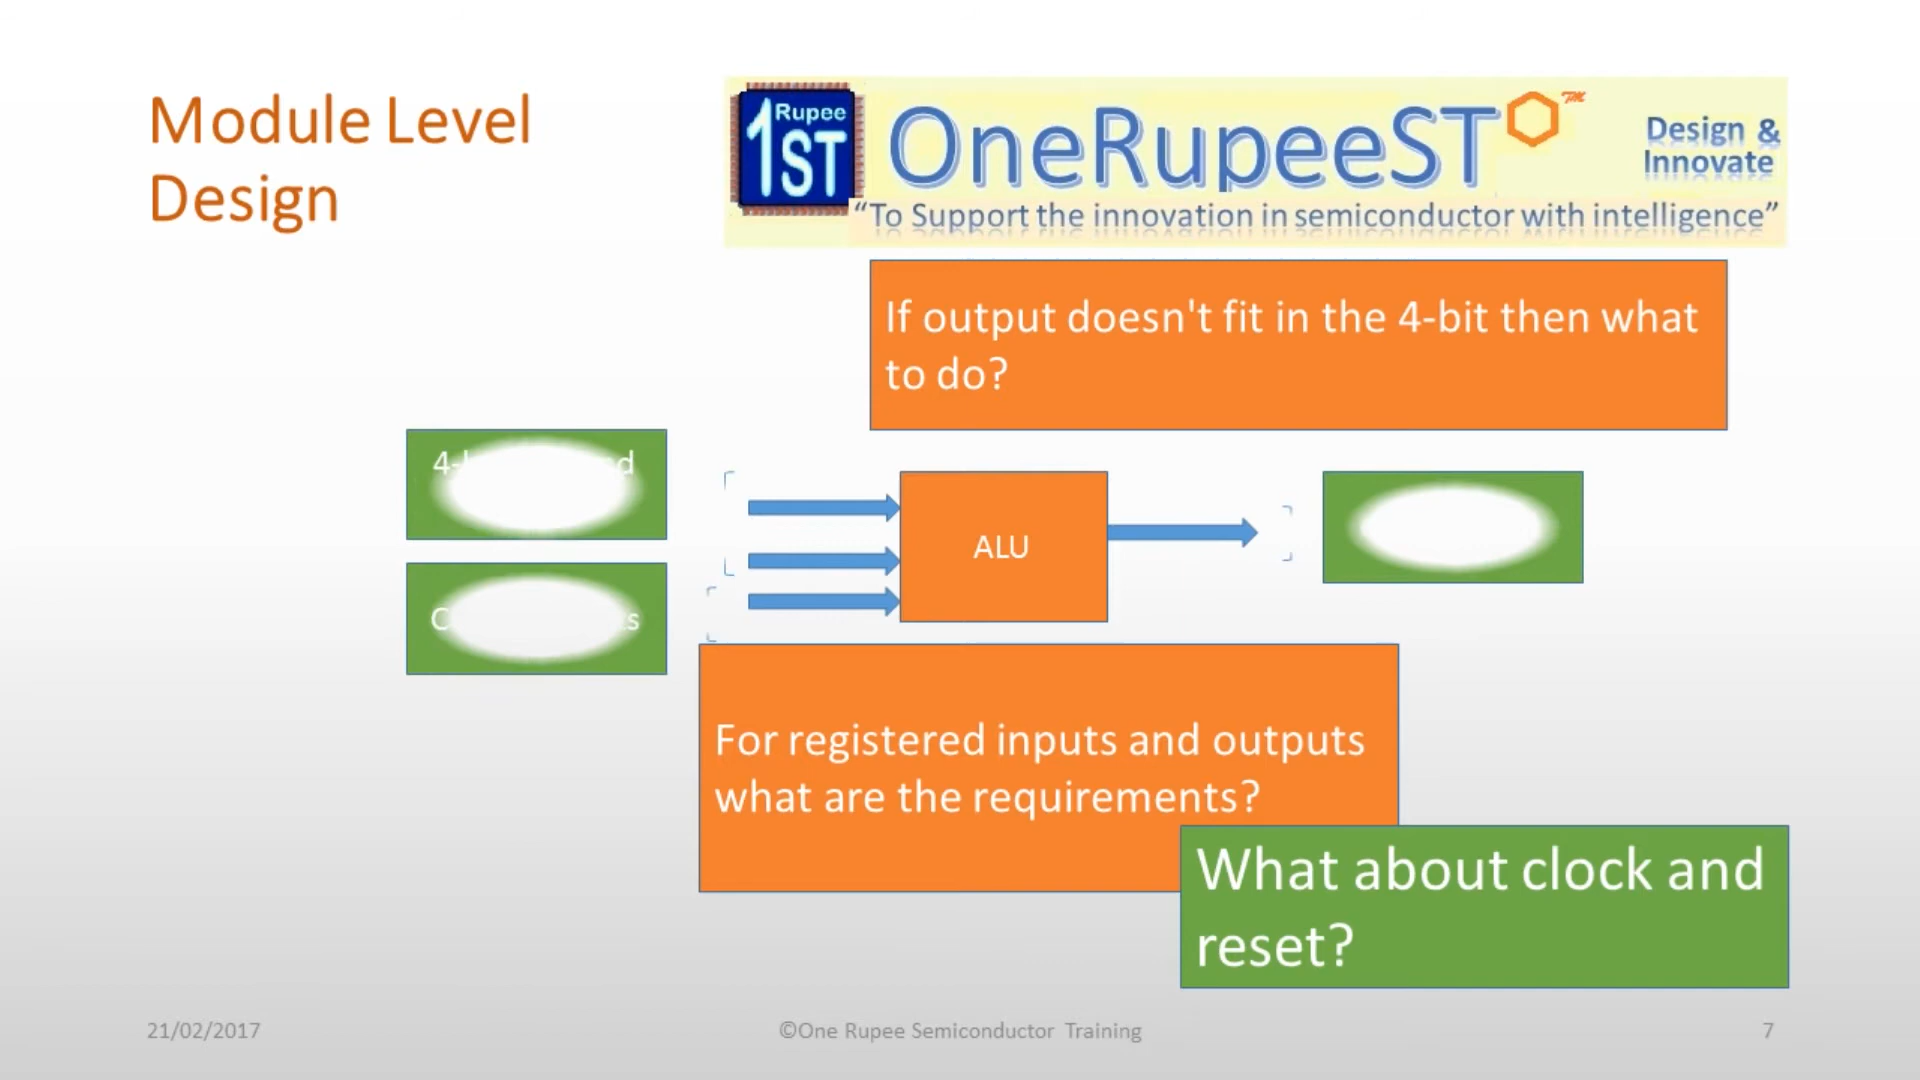 Module Level
Design
Rupee
1ST
OneRupeeST
TM
Design &
Innovate
“To Support the innovation in semiconductor with intelligence”
If output doesn't fit in the 4-bit then what
to do?
ALU
For registered inputs and outputs
what are the requirements?
What about clock and
reset?
21/02/2017
©One Rupee Semiconductor Training
7